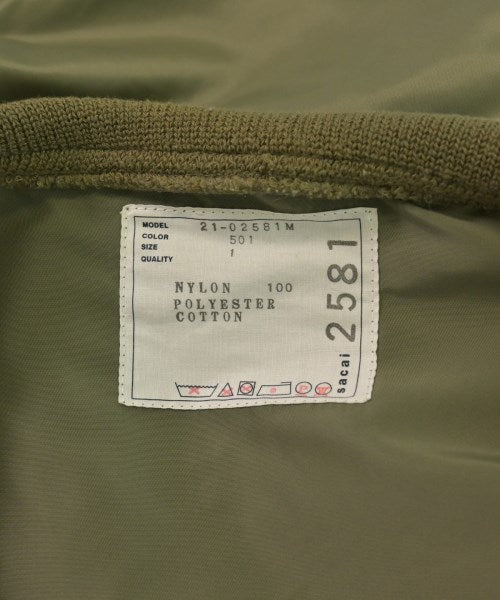 MODEL 21-02581M
COLOR 501
SIZE 1
QUALITY
NYLON 100
POLYESTER
COTTON
sacai 2581